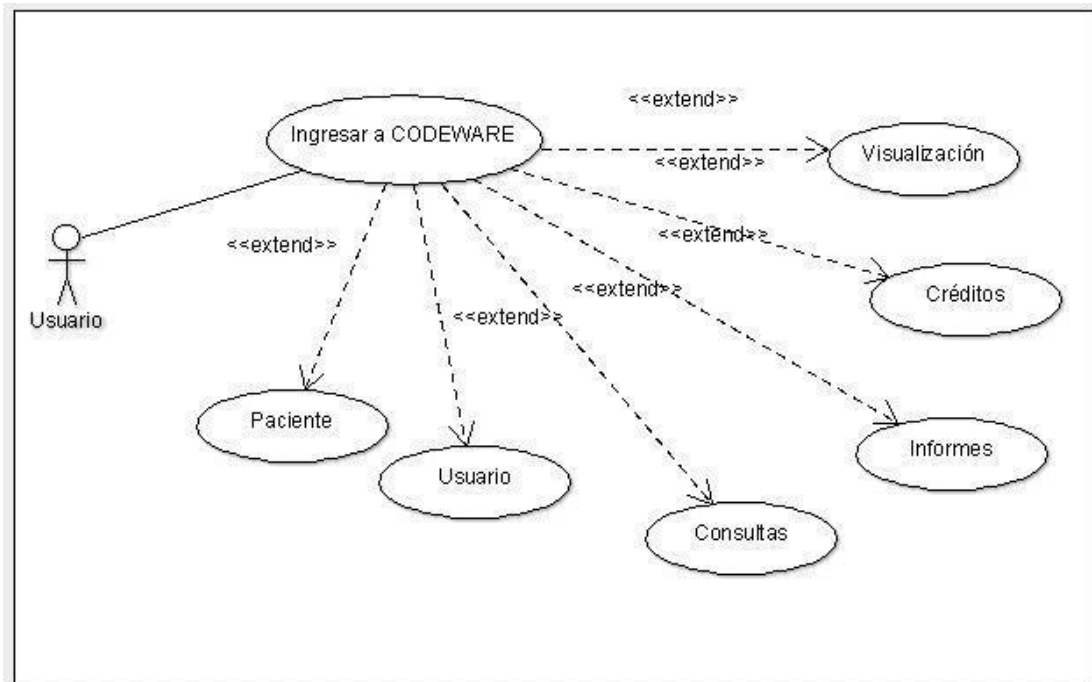 <<extend>>
Ingresar a CODEWARE
<<extend>>
Visualización
<<extend>>
<<extend>>
<<extend>>
Créditos
Usuario
<<extend>>
Paciente
Informes
Usuario
Consultas